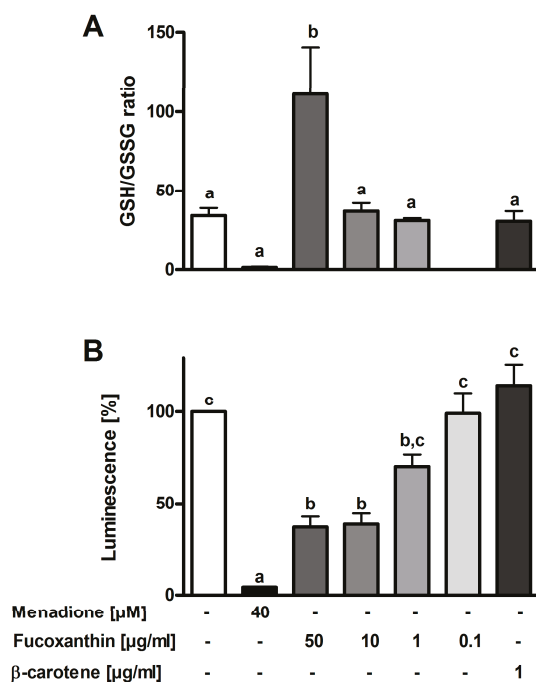 A
GSH/GSSG ratio
150
100
50
0
a
a
b
a
a
a
B
Luminescence [%]
100
50
0
c
a
b
b
b,c
c
c
Menadione [µM] - 40 - - - - -
Fucoxanthin [µg/ml] - - 50 10 1 0.1 -
β-carotene [µg/ml] - - - - - - 1